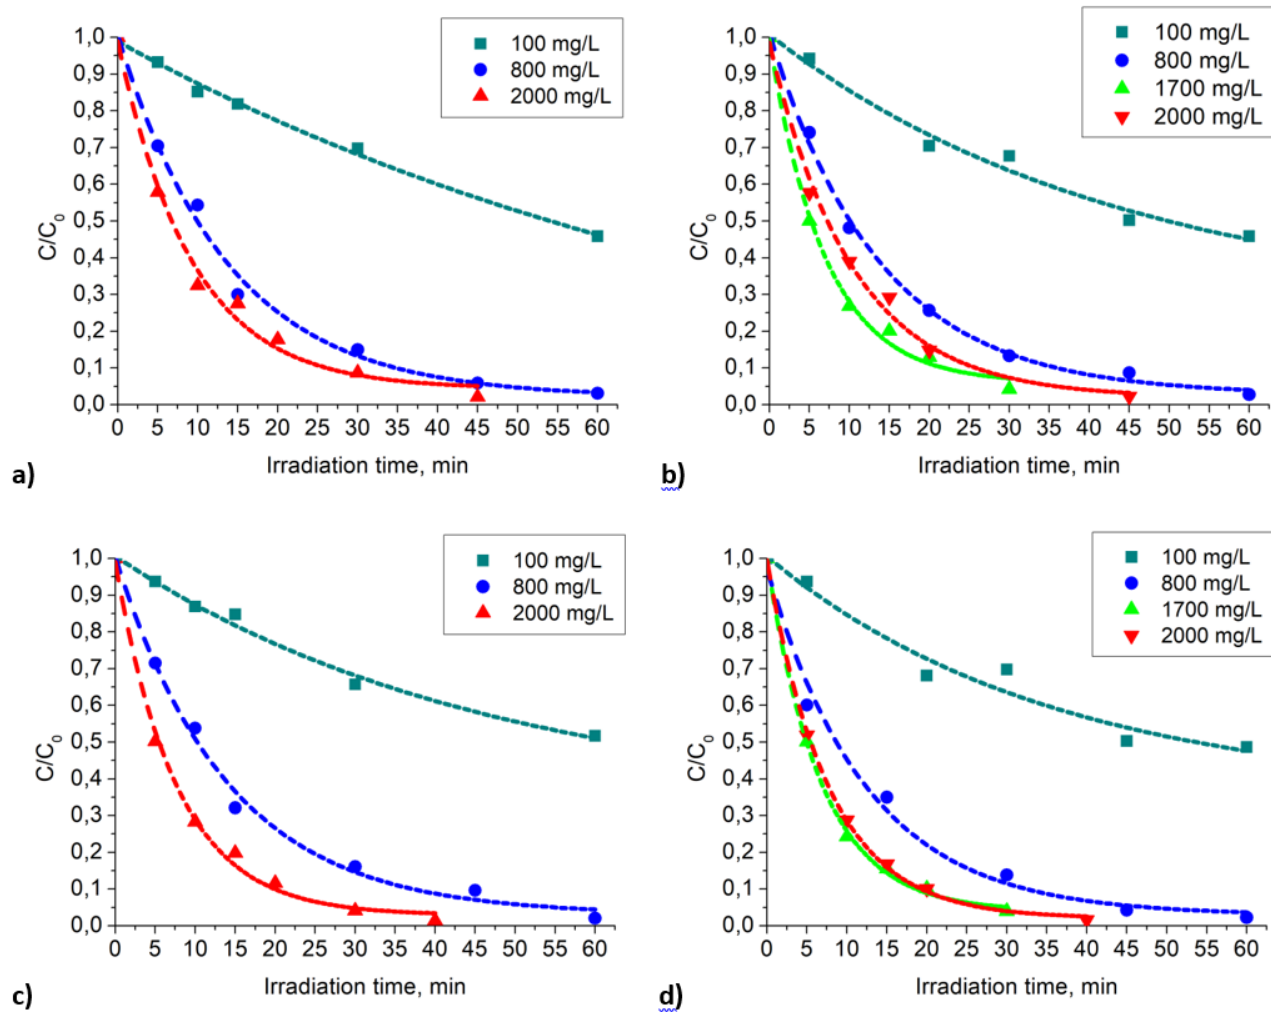 100 mg/L
800 mg/L
2000 mg/L
1,0
0,9
0,8
0,7
0,6
0,5
0,4
0,3
0,2
0,1
0,0
C/C0
0 5 10 15 20 25 30 35 40 45 50 55 60
Irradiation time, min
a)
100 mg/L
800 mg/L
1700 mg/L
2000 mg/L
1,0
0,9
0,8
0,7
0,6
0,5
0,4
0,3
0,2
0,1
0,0
C/C0
0 5 10 15 20 25 30 35 40 45 50 55 60
Irradiation time, min
b)
100 mg/L
800 mg/L
2000 mg/L
1,0
0,9
0,8
0,7
0,6
0,5
0,4
0,3
0,2
0,1
0,0
C/C0
0 5 10 15 20 25 30 35 40 45 50 55 60
Irradiation time, min
c)
100 mg/L
800 mg/L
1700 mg/L
2000 mg/L
1,0
0,9
0,8
0,7
0,6
0,5
0,4
0,3
0,2
0,1
0,0
C/C0
0 5 10 15 20 25 30 35 40 45 50 55 60
Irradiation time, min
d)